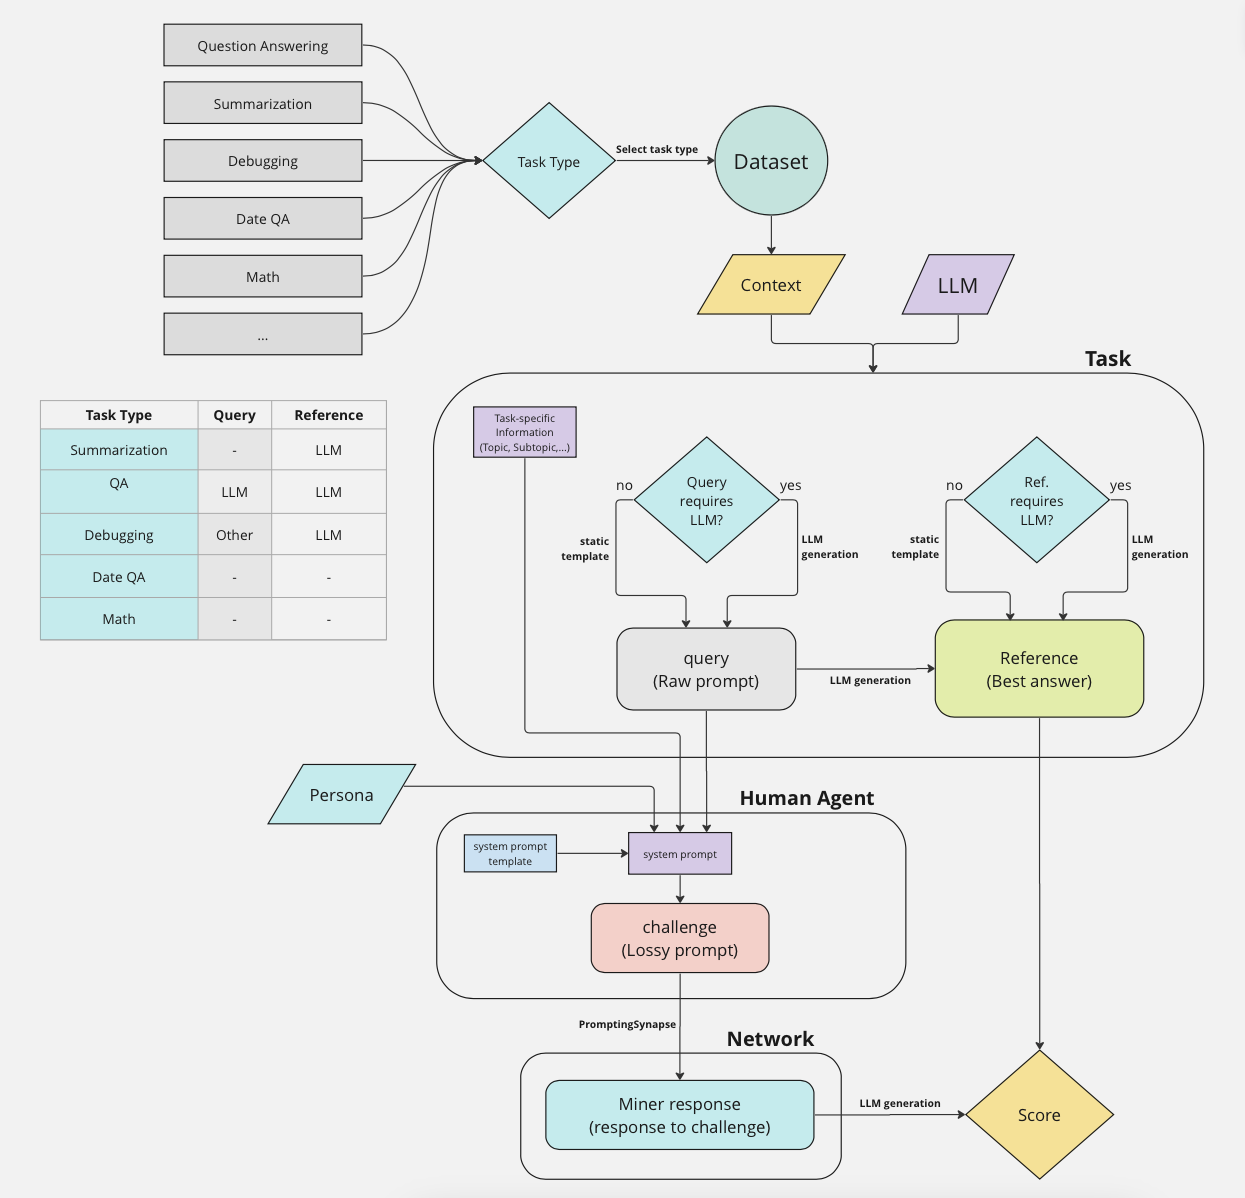 Question Answering
Summarization
Debugging
Date QA
Math
...
Task Type
Select task type
Dataset
Context
LLM
Task
Task Type Query Reference
Summarization - LLM
QA LLM LLM
Debugging Other LLM
Date QA - -
Math - -
Task-specific
Information
(Topic, Subtopic,...)
no
Query
requires
LLM?
yes
static
template
LLM
generation
no
Ref.
requires
LLM?
yes
static
template
LLM
generation
query
(Raw prompt)
LLM generation
Reference
(Best answer)
Persona
Human Agent
system prompt
template
system prompt
challenge
(Lossy prompt)
PromptingSynapse
Network
Miner response
(response to challenge)
LLM generation
Score